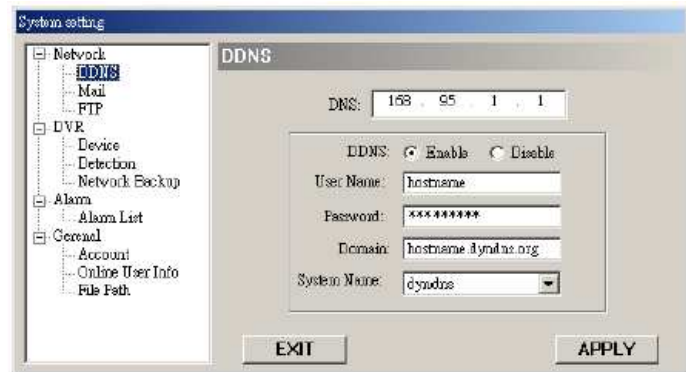 System setting
Network
DDNS
Mail
FTP
DVR
Device
Detection
Network Backup
Alarm
Alarm List
General
Account
Online User Info
File Path
DDNS
DNS: 168 . 95 . 1 . 1
DDNS: Enable Disable
User Name: hostname
Password: *********
Domain: hostname.dyndns.org
System Name: dyndns
EXIT APPLY